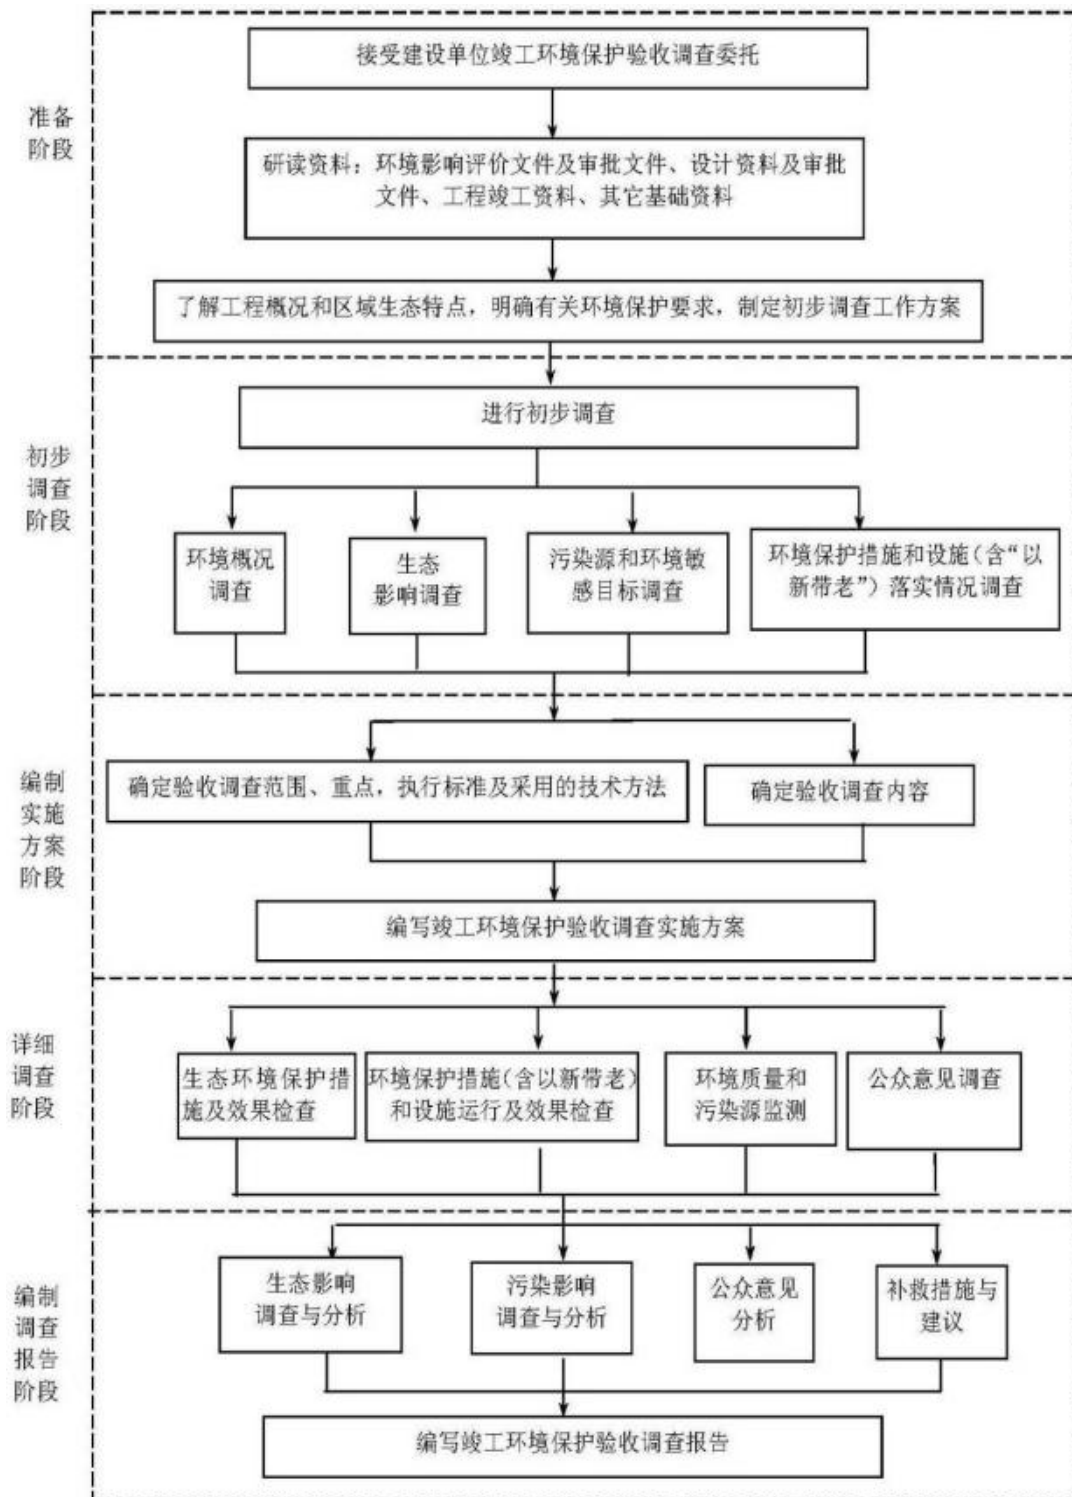 接受建设单位竣工环境保护验收调查委托
准备
阶段
研读资料：环境影响评价文件及审批文件、设计资料及审批
文件、工程竣工资料、其它基础资料
了解工程概况和区域生态特点，明确有关环境保护要求，制定初步调查工作方案
初步
调查
阶段
进行初步调查
环境概况
调查
生态
影响调查
污染源和环境敏
感目标调查
环境保护措施和设施（含“以
新带老”）落实情况调查
编制
实施
方案
阶段
确定验收调查范围、重点，执行标准及采用的技术方法
确定验收调查内容
编写竣工环境保护验收调查实施方案
详细
调查
阶段
生态环境保护措
施及效果检查
环境保护措施（含以新带老）
和设施运行及效果检查
环境质量和
污染源监测
公众意见调查
编制
调查
报告
阶段
生态影响
调查与分析
污染影响
调查与分析
公众意见
分析
补救措施与
建议
编写竣工环境保护验收调查报告